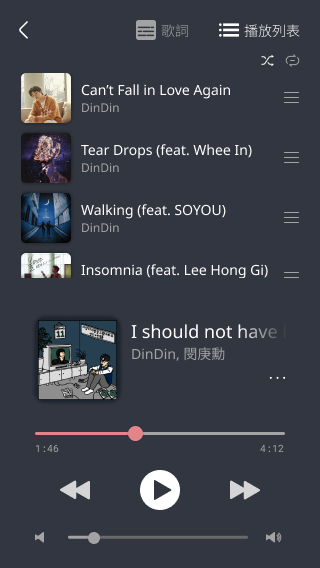 歌詞
播放列表
Can't Fall in Love Again
DinDin
Tear Drops (feat. Whee In)
DinDin
Walking (feat. SOYOU)
DinDin
Insomnia (feat. Lee Hong Gi)
I should not have
DinDin, 閔庚勳
1:46
4:12